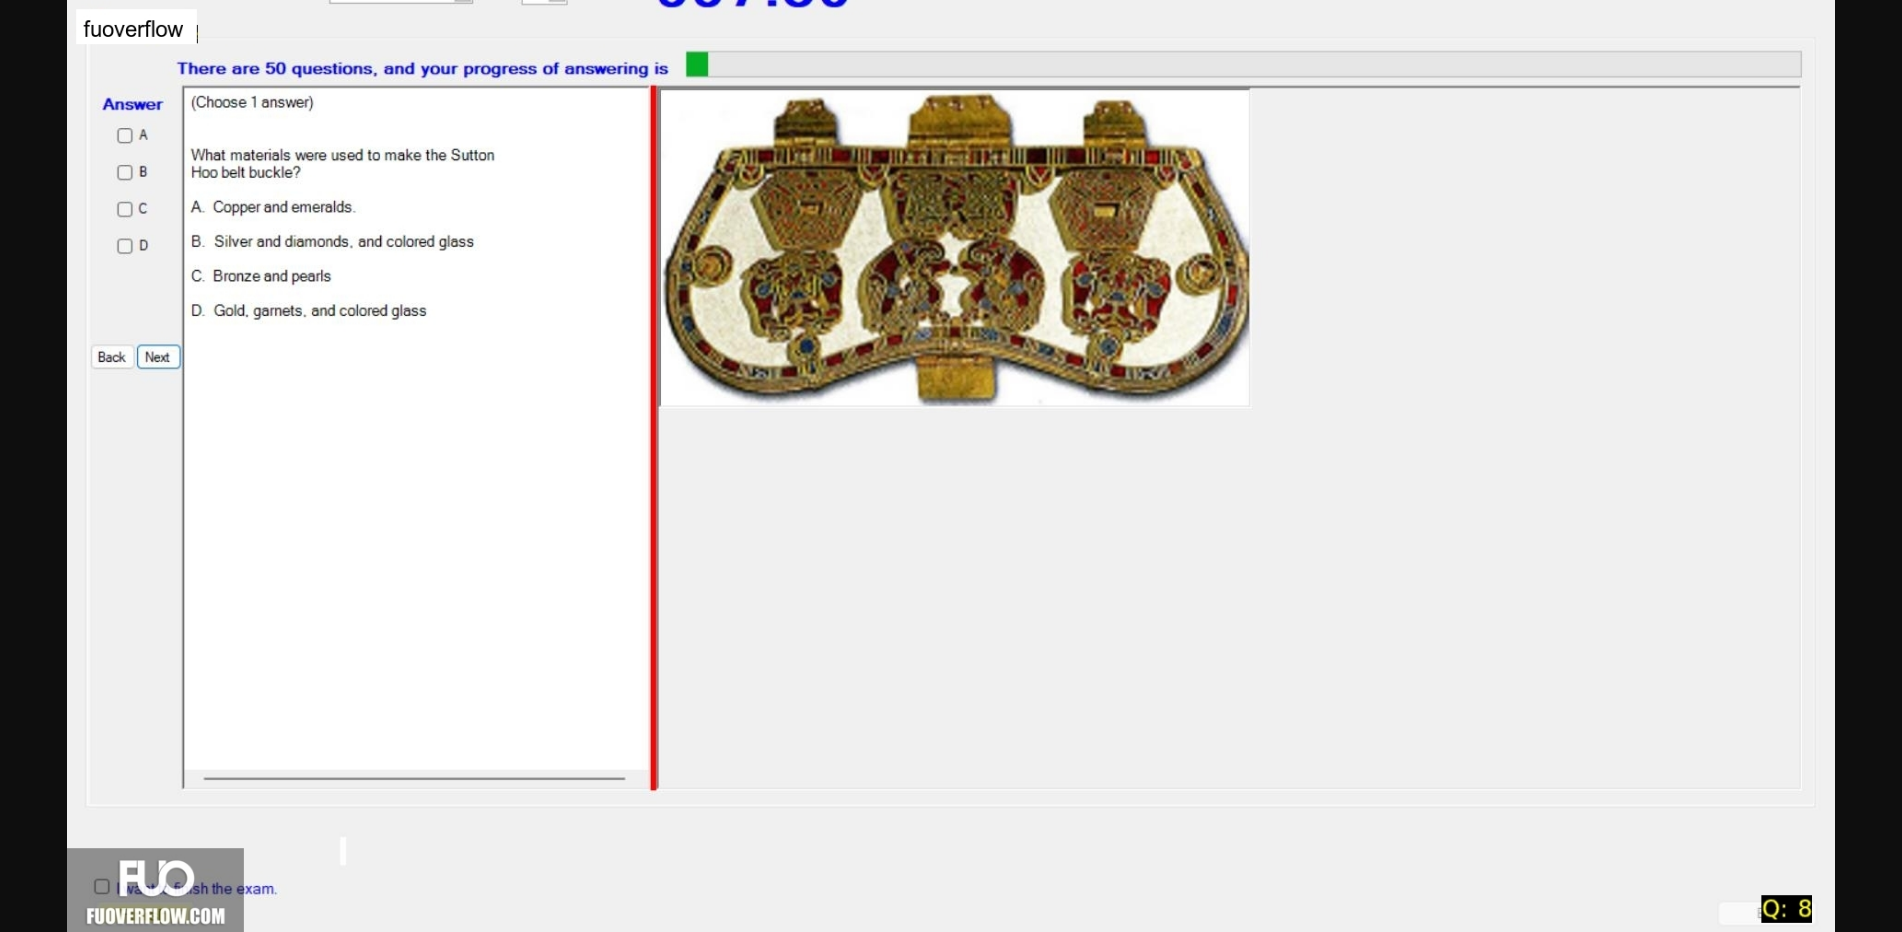 fuoverflow
There are 50 questions, and your progress of answering is
Answer
(Choose 1 answer)
A
B
C
D
What materials were used to make the Sutton
Hoo belt buckle?
A. Copper and emeralds.
B. Silver and diamonds, and colored glass
C. Bronze and pearls
D. Gold, garnets, and colored glass
Back
Next
FUO
the exam.
FUOVERFLOW.COM
Q: 8